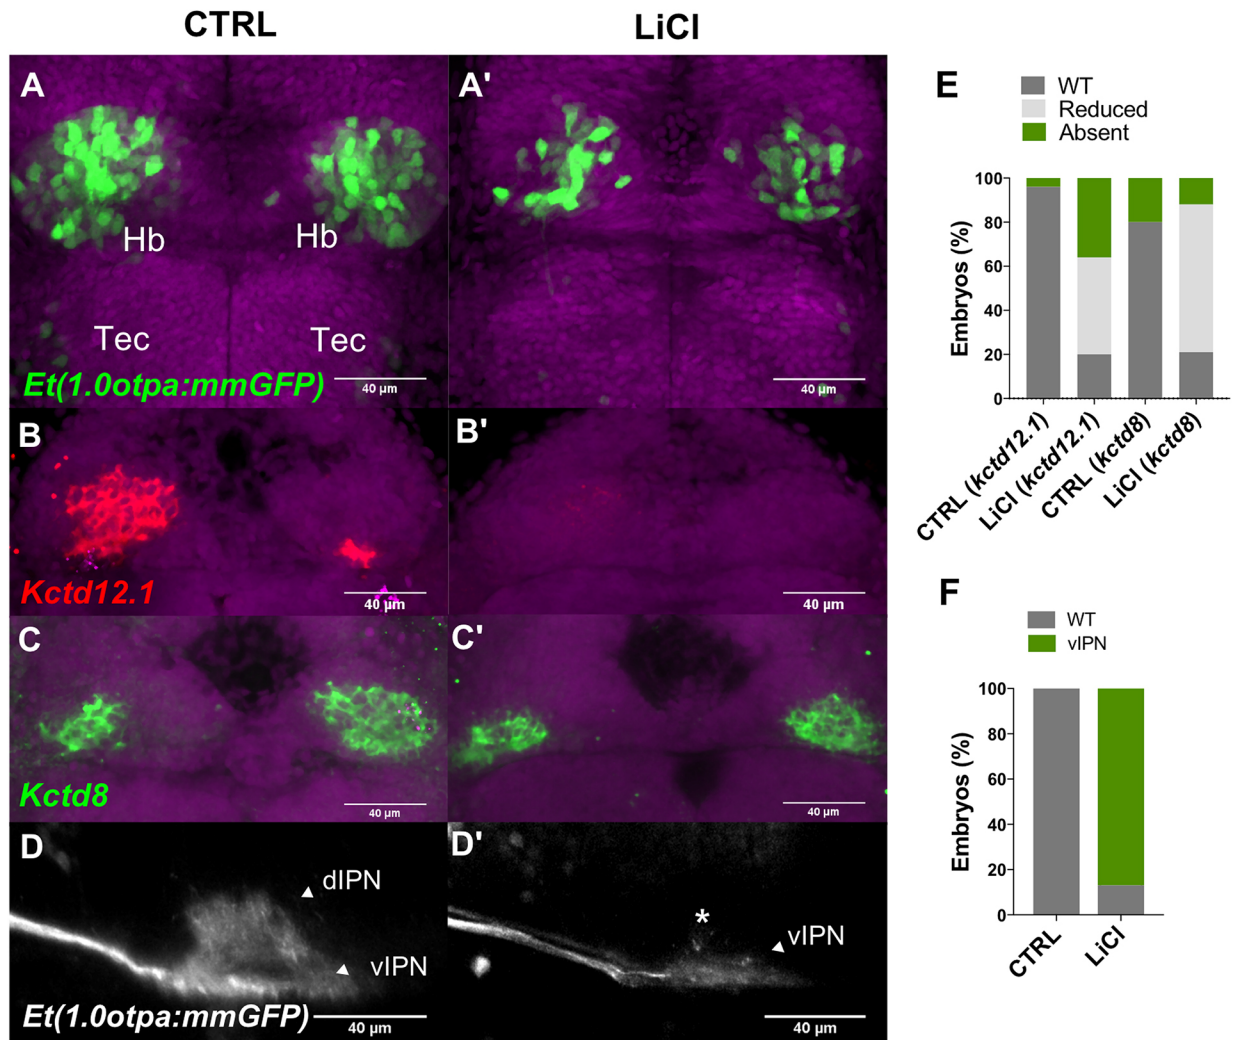 CTRL
LiCl
A
Hb
Hb
Tec
Tec
Et(1.0otpa:mmGFP)
40 µm
A'
40 µm
B
Kctd12.1
40 µm
B'
40 µm
C
Kctd8
40 µm
C'
40 µm
D
dIPN
vIPN
Et(1.0otpa:mmGFP)
40 µm
D'
*
vIPN
40 µm
E
WT
Reduced
Absent
Embryos (%)
100
80
60
40
20
0
CTRL (kctd12.1)
LiCl (kctd12.1)
CTRL (kctd8)
LiCl (kctd8)
F
WT
vIPN
Embryos (%)
100
80
60
40
20
0
CTRL
LiCl